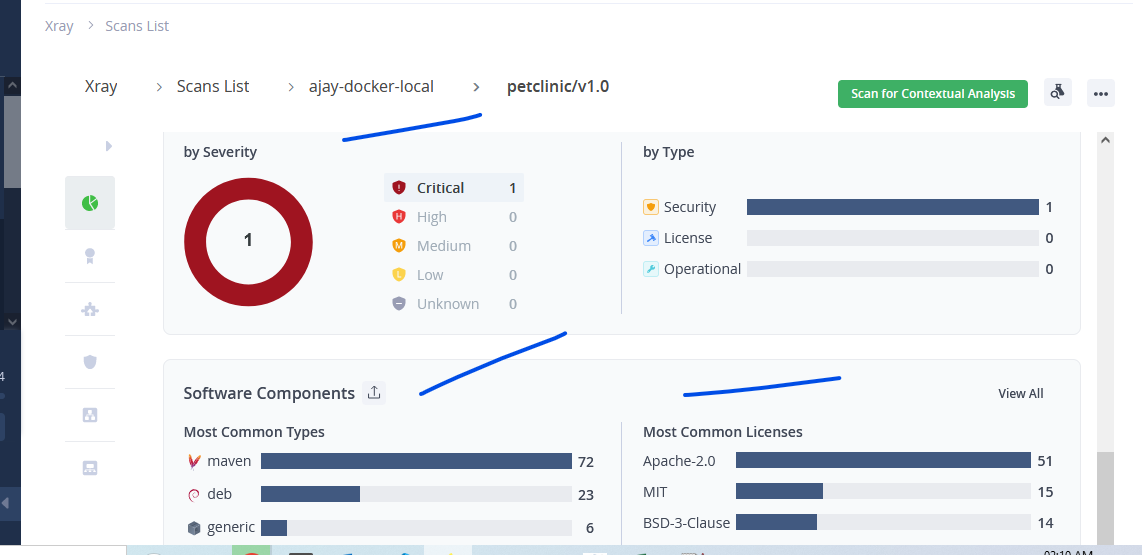 Xray > Scans List
Xray > Scans List > ajay-docker-local > petclinic/v1.0
Scan for Contextual Analysis
by Severity
1
Critical 1
High 0
Medium 0
Low 0
Unknown 0
by Type
Security 1
License 0
Operational 0
Software Components
View All
Most Common Types
maven 72
deb 23
generic 6
Most Common Licenses
Apache-2.0 51
MIT 15
BSD-3-Clause 14
4